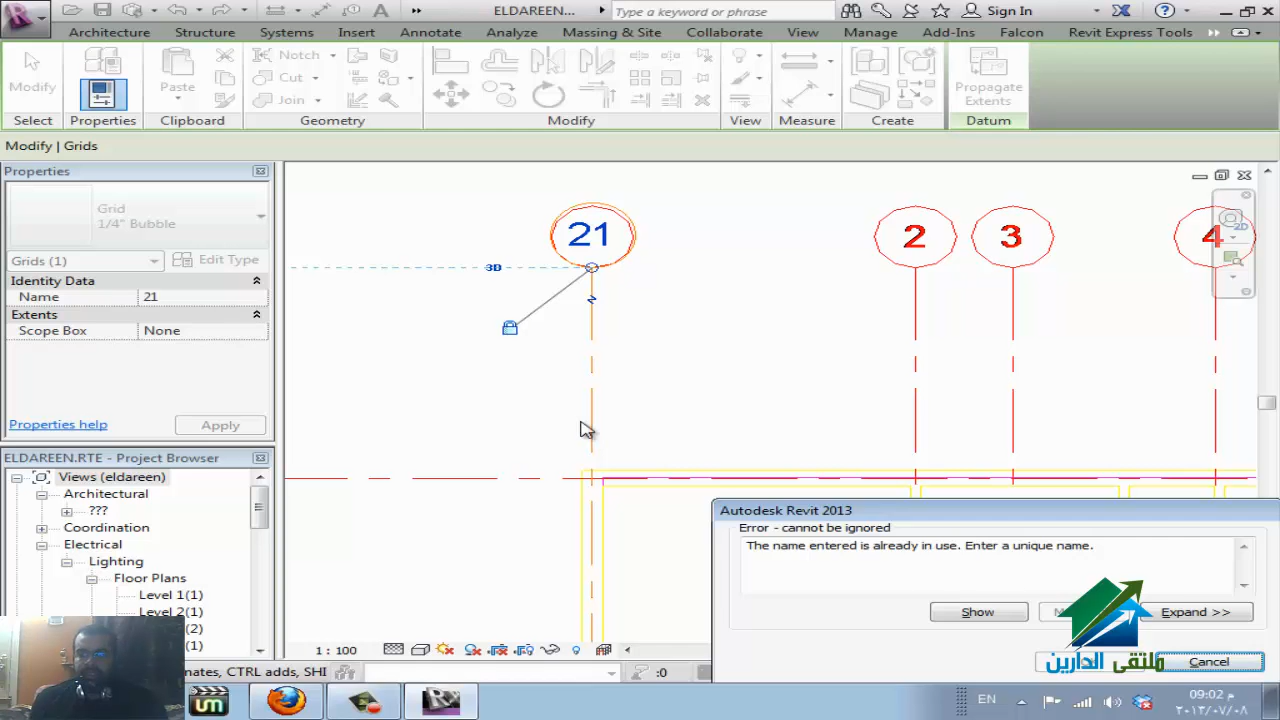 ELDAREEN...
Type a keyword or phrase
Sign In
Architecture Structure Systems Insert Annotate Analyze Massing & Site Collaborate View Manage Add-Ins Falcon Revit Express Tools
Modify
Paste
Notch
Cut
Join
Propagate
Extents
Select Properties Clipboard Geometry Modify View Measure Create Datum
Modify | Grids
Properties
Grid
1/4" Bubble
Grids (1)
Edit Type
Identity Data
Name 21
Extents
Scope Box None
Properties help
Apply
ELDAREEN.RTE - Project Browser
Views (eldareen)
Architectural
???
Coordination
Electrical
Lighting
Floor Plans
Level 1(1)
Level 2(1)
(2)
(1)
21
2
3
4
2D
3D
Autodesk Revit 2013
Error - cannot be ignored
The name entered is already in use. Enter a unique name.
Show
Expand >>
Cancel
ملتقى الدارين
1 : 100
nates, CTRL adds, SHI
:0
um
EN
09:02 م
٢٠١٣/٠٧/٠٨